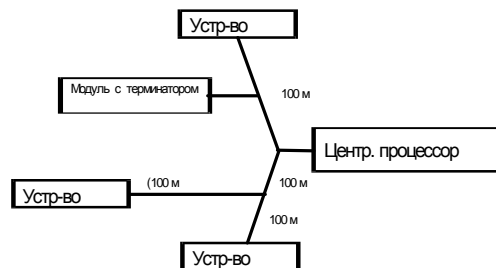 Устр-во
Модуль с терминатором
100 м
Центр. процессор
Устр-во
(100 м
100 м
100 м
Устр-во